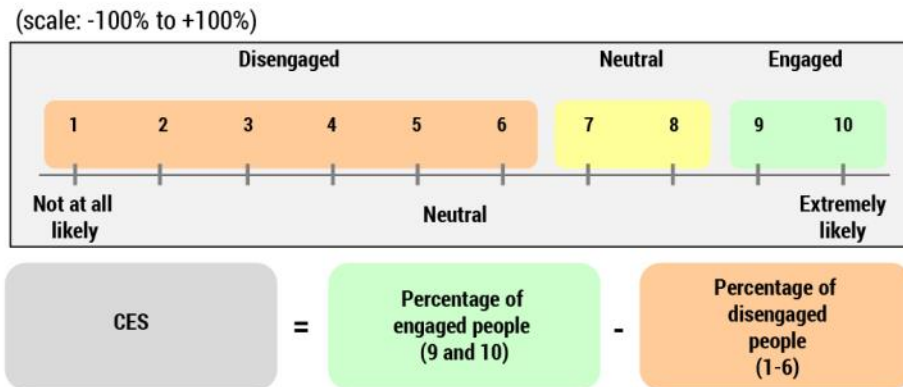 (scale: -100% to +100%)
Disengaged Neutral Engaged
1 2 3 4 5 6 7 8 9 10
Not at all
likely
Neutral
Extremely
likely
CES
=
Percentage of
engaged people
(9 and 10)
-
Percentage of
disengaged
people
(1-6)